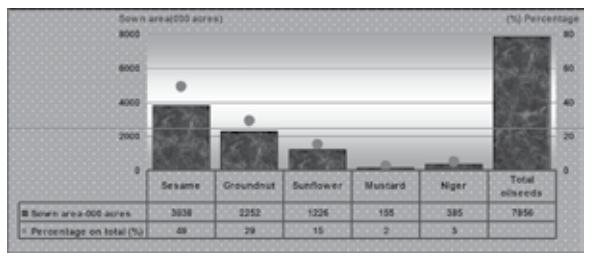 Sown area(000 acres) (%) Percentage
8000 80
6000 60
4000 40
2000 20
0 0
Sesame Groundnut Sunflower Mustard Niger Total oilseeds
Sown area-000 acres 3838 2252 1226 155 385 7856
Percentage on total (%) 49 29 15 2 5